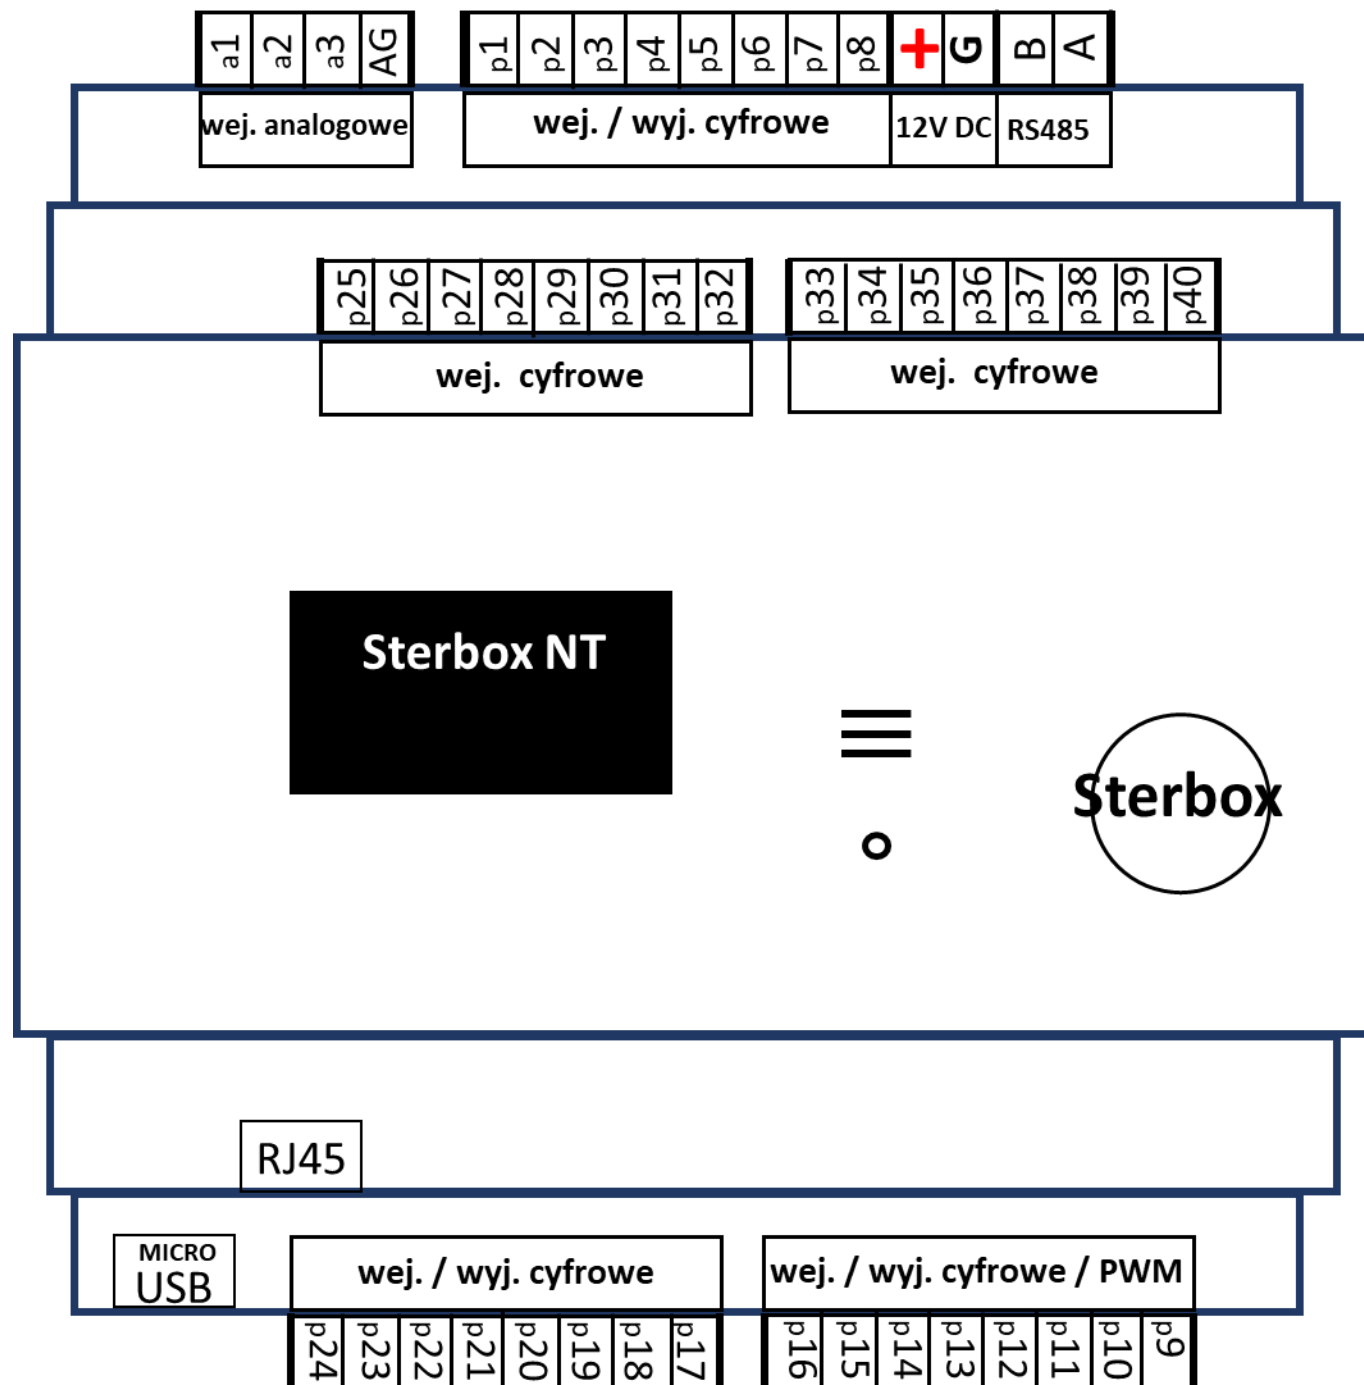 a1 a2 a3 AG p1 p2 p3 p4 p5 p6 p7 p8 + G B A
wej. analogowe wej. / wyj. cyfrowe 12V DC RS485
p25 p26 p27 p28 p29 p30 p31 p32 p33 p34 p35 p36 p37 p38 p39 p40
wej. cyfrowe wej. cyfrowe
Sterbox NT
Sterbox
RJ45
MICRO
USB
wej. / wyj. cyfrowe wej. / wyj. cyfrowe / PWM
p24 p23 p22 p21 p20 p19 p18 p17 p16 p15 p14 p13 p12 p11 p10 p9